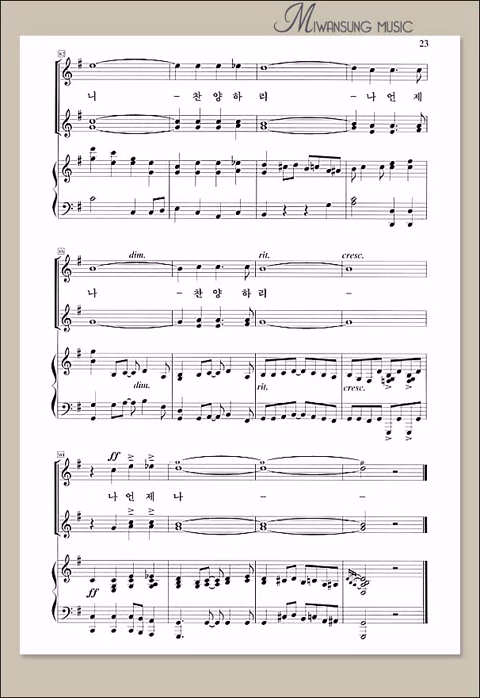 MIWANSUNG MUSIC
23
니 - 찬 양 하 리 - 나 언 제
dim. rit. cresc.
나 - 찬 양 하 리 -
dim. rit. cresc.
ff
나 언 제 나 - -
ff